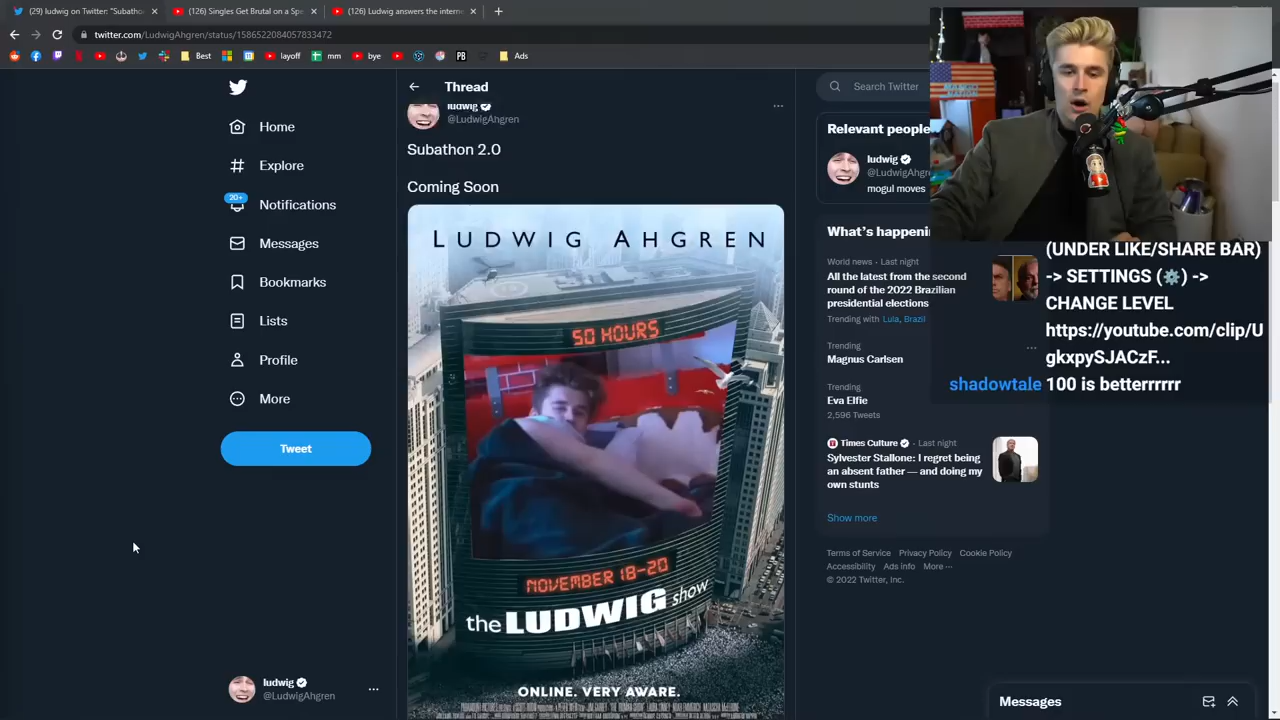 (29) ludwig on Twitter: "Subatho
(126) Singles Get Brutal on a Sk
(126) Ludwig answers the intern
twitter.com/LudwigAhgren/status/1586
72
Best
layoff
mm
bye
Ads
Thread
ludwig
@LudwigAhgren
Subathon 2.0
Coming Soon
LUDWIG AHGREN
50 HOURS
NOVEMBER 18-20
the LUDWIG show
ONLINE. VERY AWARE.
Home
Explore
20+
Notifications
Messages
Bookmarks
Lists
Profile
More
Tweet
ludwig
@LudwigAhgren
Search Twitter
Relevant people
ludwig
@LudwigAhgre
mogul moves
What's happeni
World news · Last night
All the latest from the second
round of the 2022 Brazilian
presidential elections
Trending with Lula, Brazil
Trending
Magnus Carlsen
Trending
Eva Elfie
2,596 Tweets
Times Culture · Last night
Sylvester Stallone: I regret being
an absent father — and doing my
own stunts
Show more
Terms of Service Privacy Policy Cookie Policy
Accessibility Ads info More ···
© 2022 Twitter, Inc.
(UNDER LIKE/SHARE BAR)
-> SETTINGS (⚙️) ->
CHANGE LEVEL
https://youtube.com/clip/U
gkxpySJACzF...
shadowtale 100 is betterrrrrr
Messages